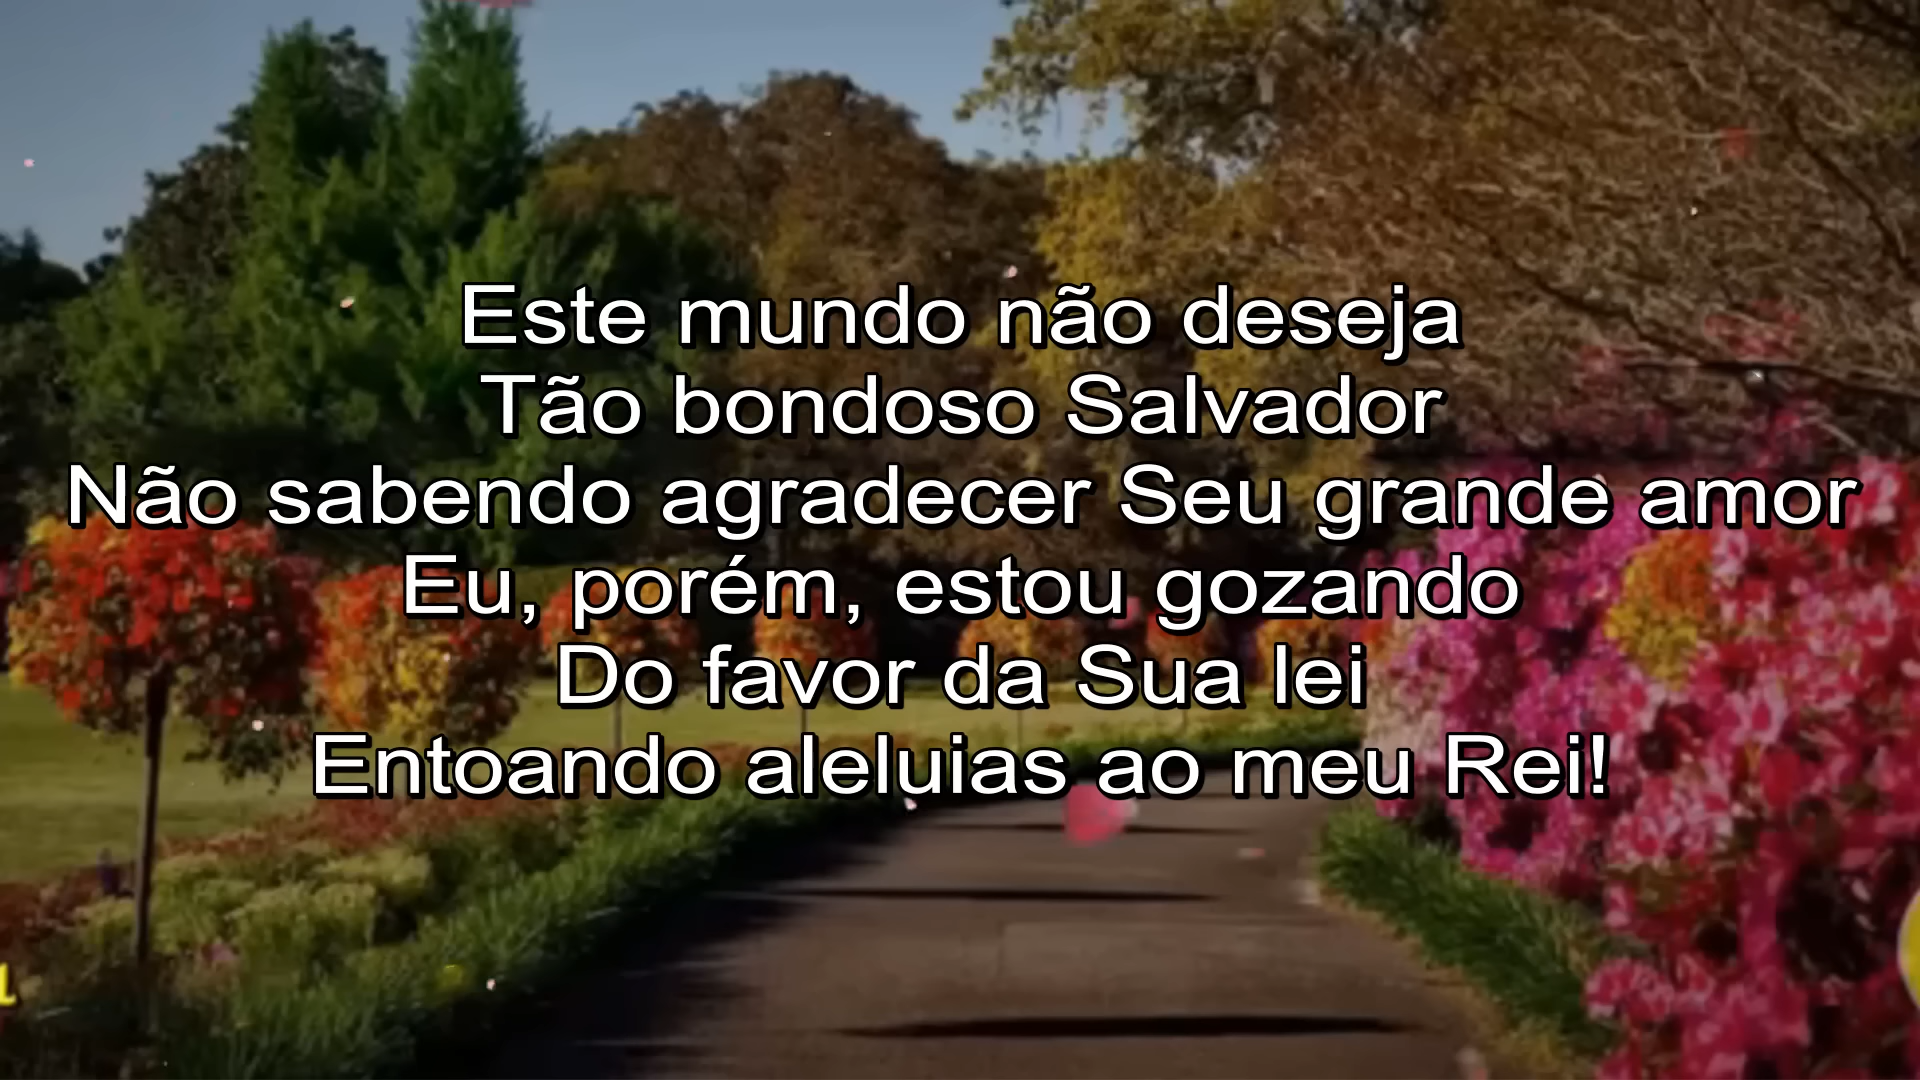 Este mundo não deseja
Tão bondoso Salvador
Não sabendo agradecer Seu grande amor
Eu, porém, estou gozando
Do favor da Sua lei
Entoando aleluias ao meu Rei!